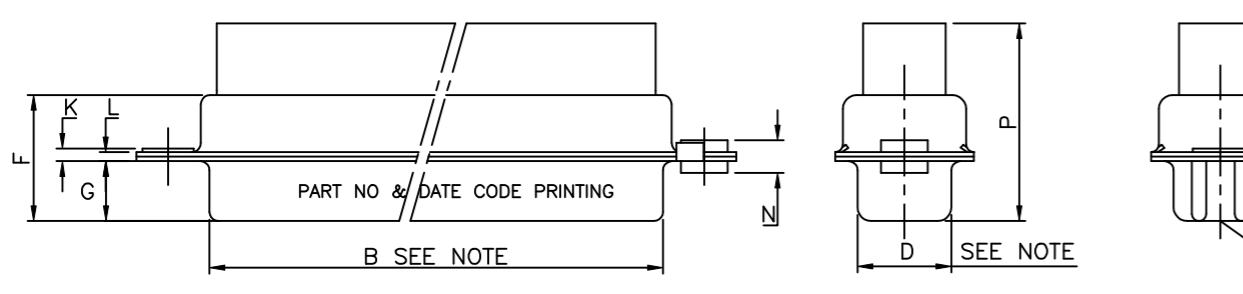 K
L
F
G
PART NO & DATE CODE PRINTING
B SEE NOTE
N
P
D
SEE NOTE